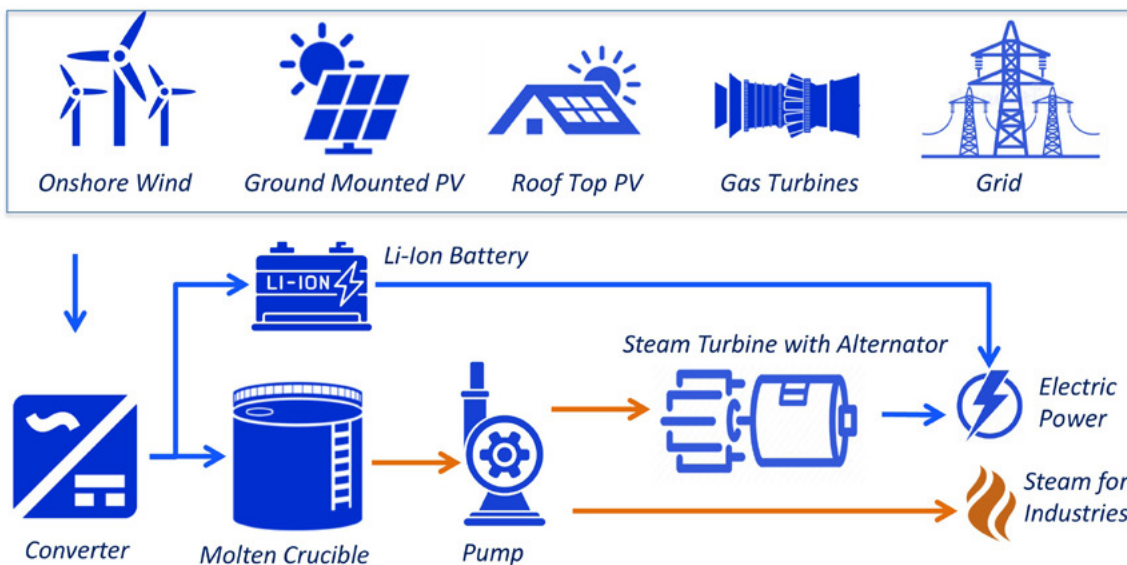 Onshore Wind
Ground Mounted PV
Roof Top PV
Gas Turbines
Grid
Li-Ion Battery
LI-ION
Steam Turbine with Alternator
Electric
Power
Steam for
Industries
Converter
Molten Crucible
Pump